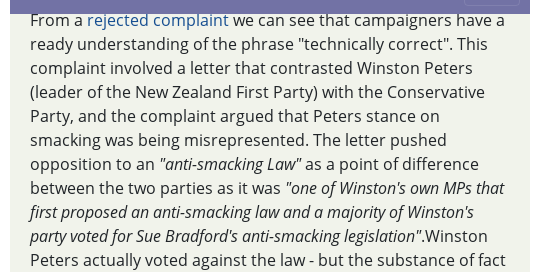 From a rejected complaint we can see that campaigners have a
ready understanding of the phrase "technically correct". This
complaint involved a letter that contrasted Winston Peters
(leader of the New Zealand First Party) with the Conservative
Party, and the complaint argued that Peters stance on
smacking was being misrepresented. The letter pushed
opposition to an "anti-smacking Law" as a point of difference
between the two parties as it was "one of Winston's own MPs that
first proposed an anti-smacking law and a majority of Winston's
party voted for Sue Bradford's anti-smacking legislation".Winston
Peters actually voted against the law - but the substance of fact